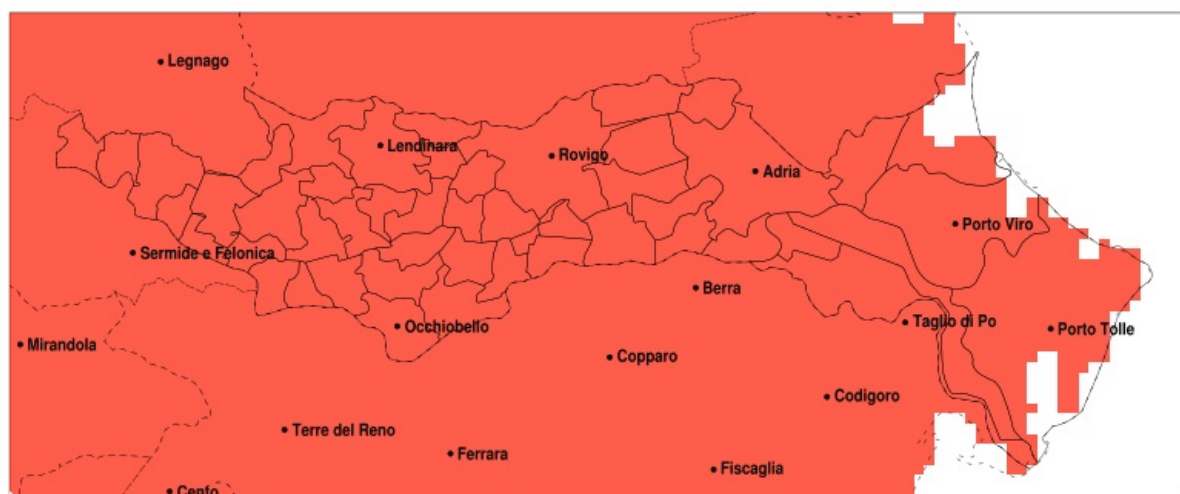 Legnago
Lendinara
Rovigo
Adria
Porto Viro
Sermide e Felonica
Berra
Taglio di Po
Porto Tolle
Occhiobello
Mirandola
Copparo
Codigoro
Terre del Reno
Ferrara
Fiscaglia
Cento